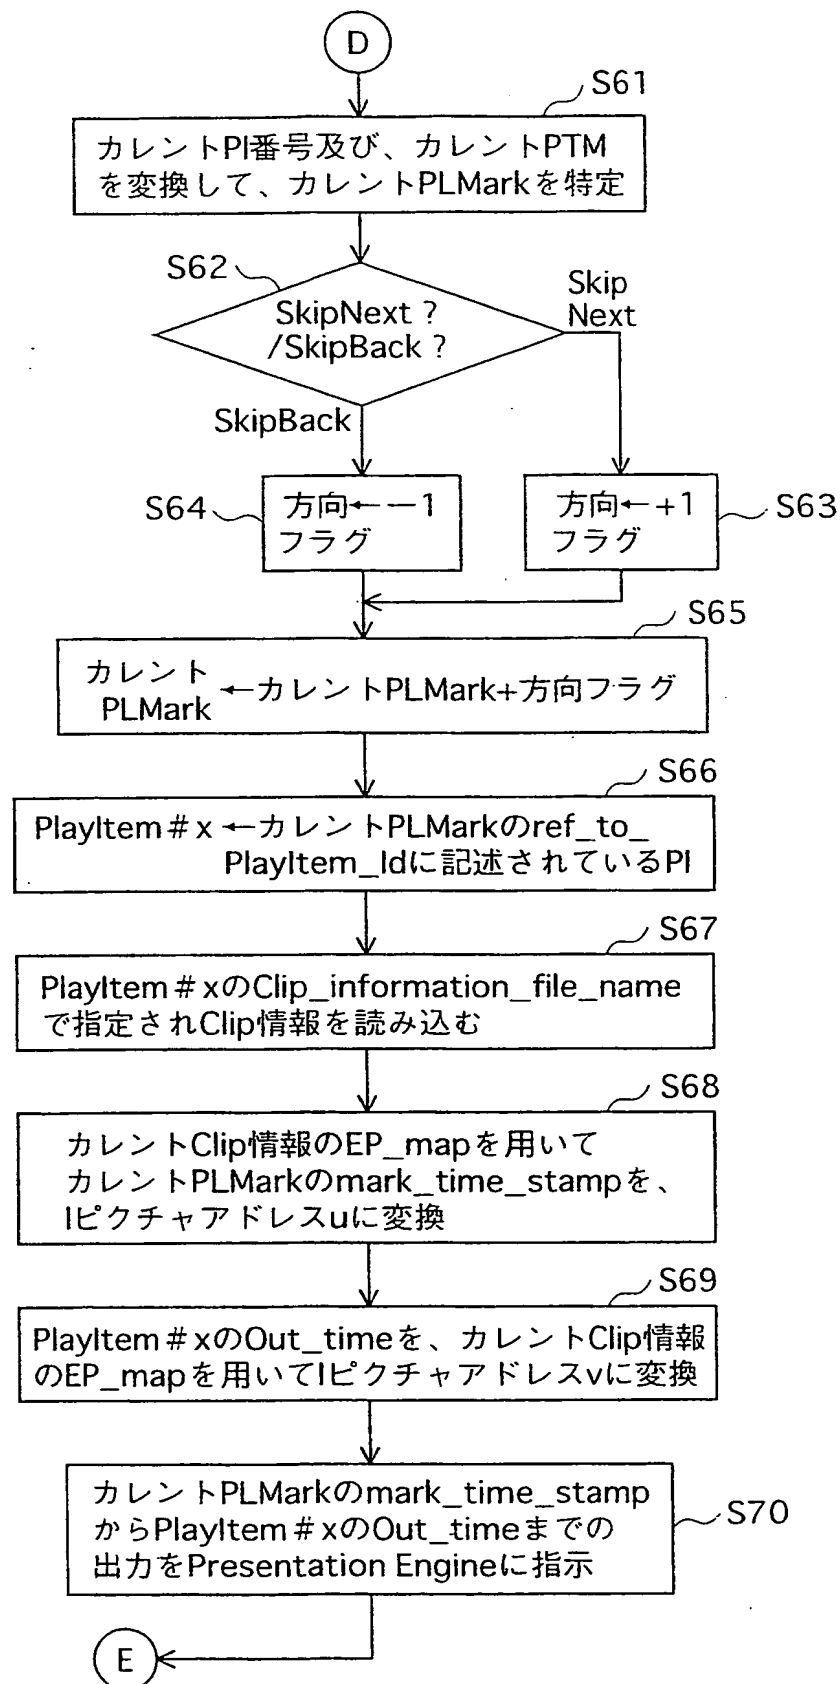 D
S61
カレントPI番号及び、カレントPTM
を変換して、カレントPLMarkを特定
S62
SkipNext?
/SkipBack?
Skip
Next
SkipBack
S64
方向←−1
フラグ
方向←+1
フラグ
S63
S65
カレント
PLMark
←カレントPLMark+方向フラグ
S66
PlayItem#x←カレントPLMarkのref_to_
PlayItem_Idに記述されているPI
S67
PlayItem#xのClip_information_file_name
で指定されClip情報を読み込む
S68
カレントClip情報のEP_mapを用いて
カレントPLMarkのmark_time_stampを、
Iピクチャアドレスuに変換
S69
PlayItem#xのOut_timeを、カレントClip情報
のEP_mapを用いてIピクチャアドレスvに変換
カレントPLMarkのmark_time_stamp
からPlayItem#xのOut_timeまでの
出力をPresentation Engineに指示
S70
E